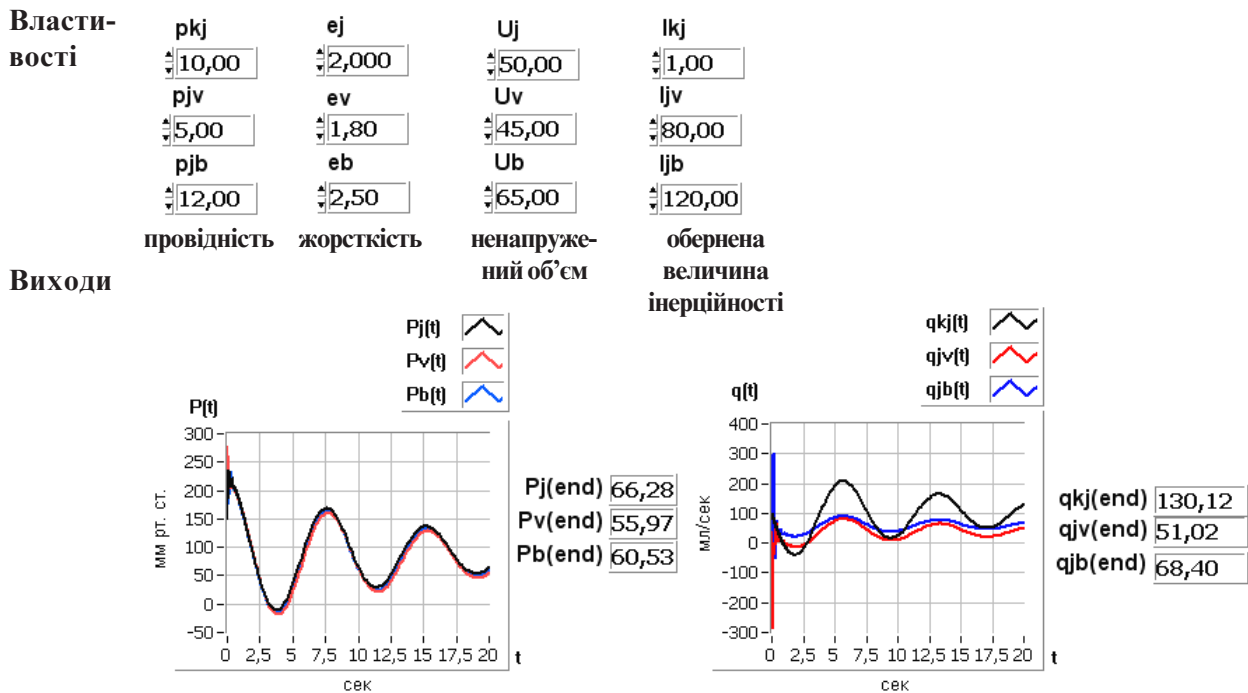 Власти-
вості
pkj ej Uj lkj
10,00 2,000 50,00 1,00
pjv ev Uv ljv
5,00 1,80 45,00 80,00
pjb eb Ub ljb
12,00 2,50 65,00 120,00
провідність жорсткість ненапруже- обернена
ний об’єм величина
інерційності
Виходи
Pj(t)
Pv(t)
Pb(t)
P(t)
300
250
200
150
100
50
0
-50
мм рт. ст.
0 2,5 5 7,5 10 12,5 15 17,5 20 t
сек
Pj(end) 66,28
Pv(end) 55,97
Pb(end) 60,53
qkj(t)
qjv(t)
qjb(t)
q(t)
400
300
200
100
0
-100
-200
-300
мл/сек
0 2,5 5 7,5 10 12,5 15 17,5 20 t
сек
qkj(end) 130,12
qjv(end) 51,02
qjb(end) 68,40